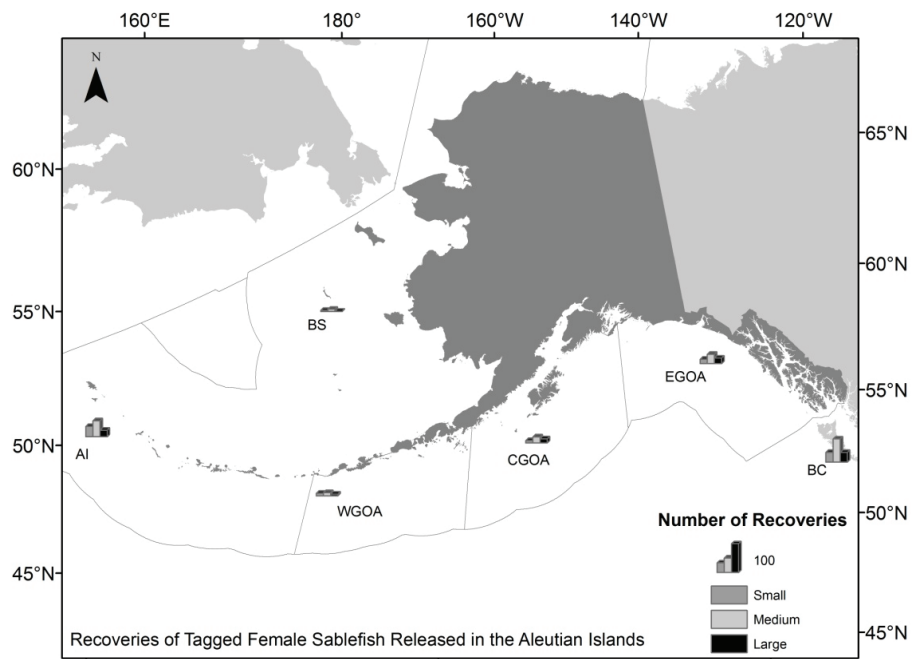 160°E 180° 160°W 140°W 120°W
N
65°N
60°N
60°N
55°N
BS
EGOA
55°N
50°N
AI
CGOA
BC
WGOA
50°N
Number of Recoveries
100
45°N
Small
Medium
45°N
Recoveries of Tagged Female Sablefish Released in the Aleutian Islands
Large